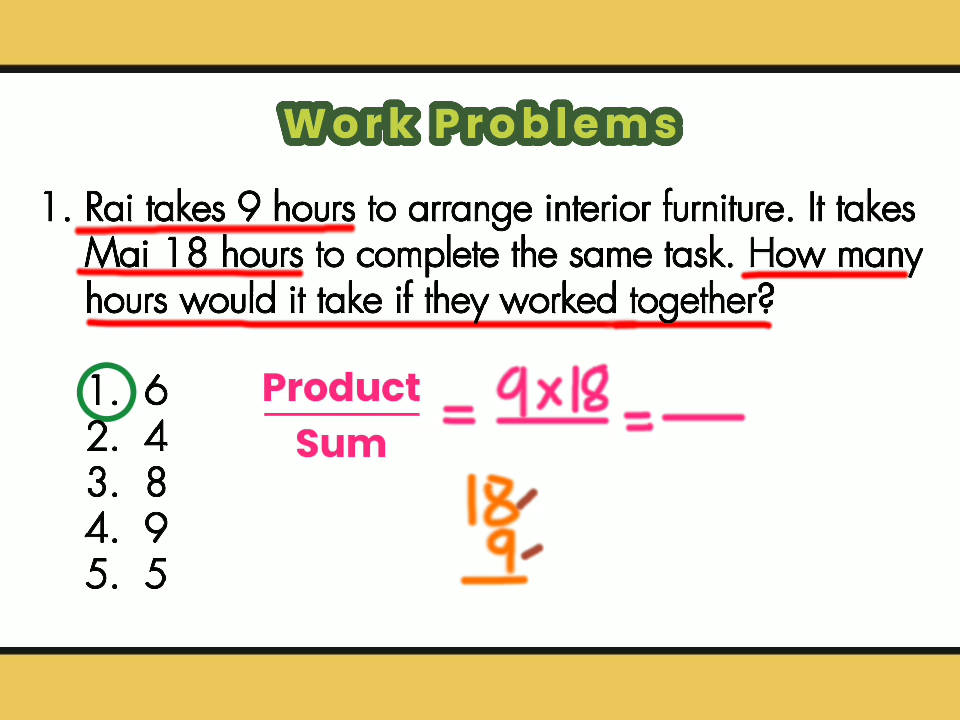 Work Problems
1. Rai takes 9 hours to arrange interior furniture. It takes
Mai 18 hours to complete the same task. How many
hours would it take if they worked together?
1. 6
2. 4
3. 8
4. 9
5. 5
Product
Sum
= 9x18 =
18
9